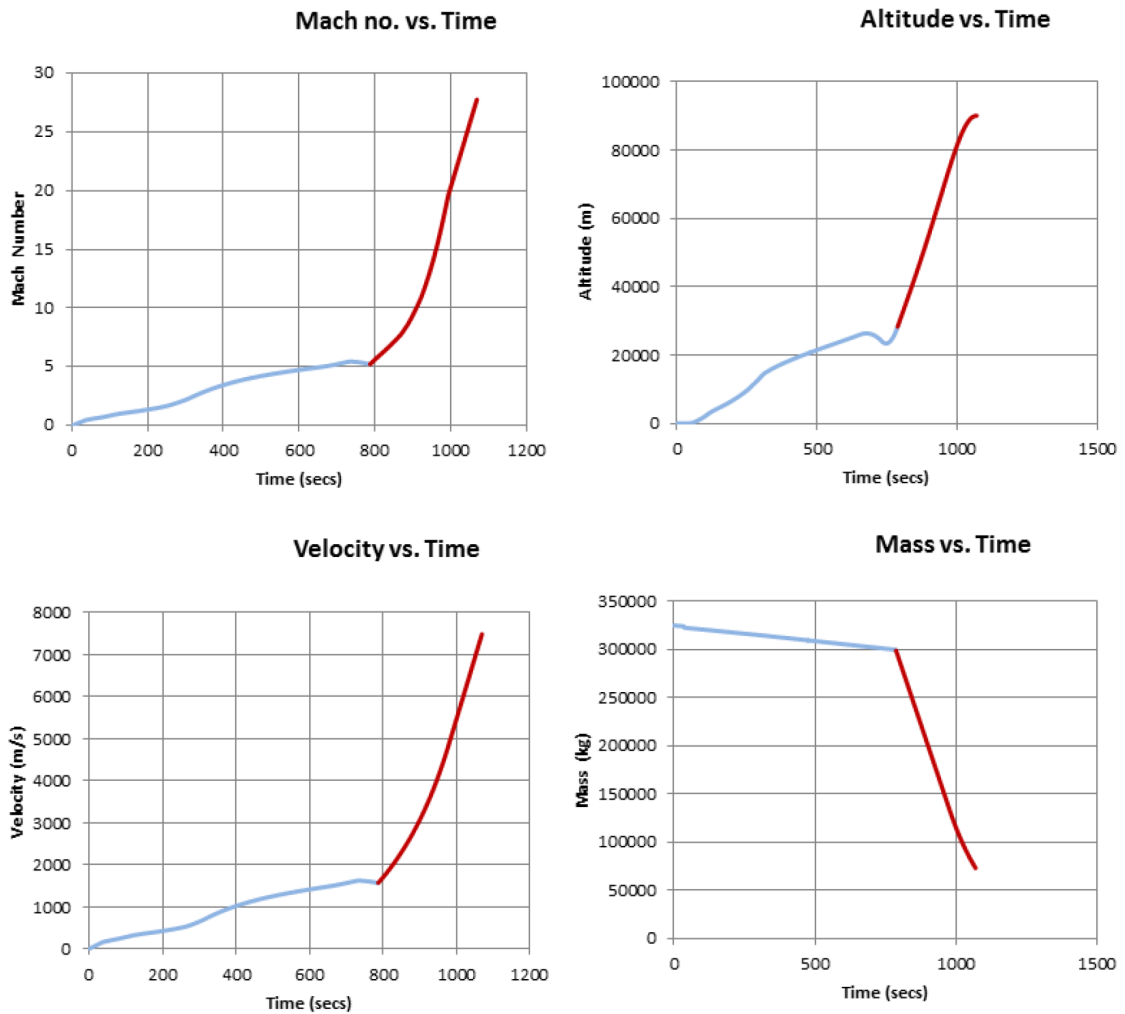 Mach no. vs. Time
30
25
20
15
10
5
0
Mach Number
0 200 400 600 800 1000 1200
Time (secs)
Altitude vs. Time
100000
80000
60000
40000
20000
0
Altitude (m)
0 500 1000 1500
Time (secs)
Velocity vs. Time
8000
7000
6000
5000
4000
3000
2000
1000
0
Velocity (m/s)
0 200 400 600 800 1000 1200
Time (secs)
Mass vs. Time
350000
300000
250000
200000
150000
100000
50000
0
Mass (kg)
0 500 1000 1500
Time (secs)